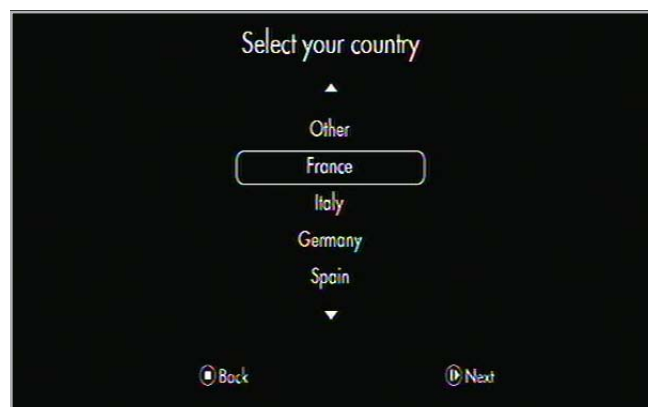 Select your country
Other
France
Italy
Germany
Spain
Back Next